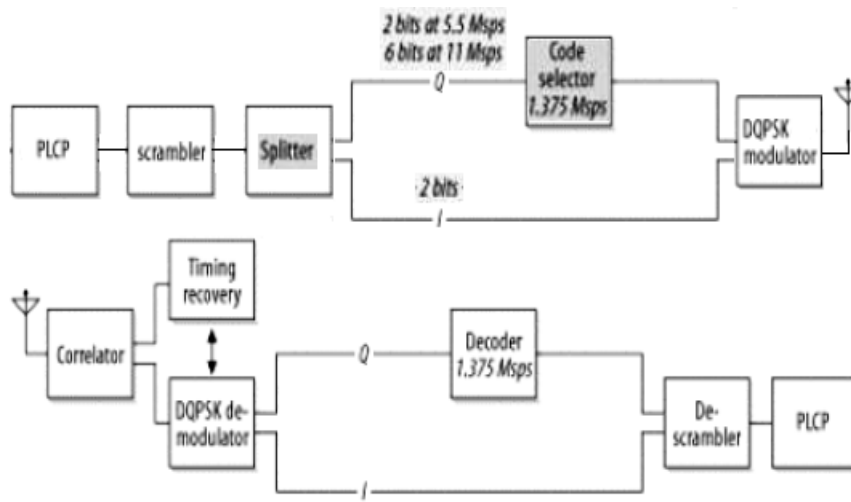 2 bits at 5.5 Msps
6 bits at 11 Msps
Q
Code
selector
1.375 Msps
PLCP
scrambler
Splitter
DQPSK
modulator
2 bits
I
Timing
recovery
Correlator
DQPSK de-
modulator
Q
Decoder
1.375 Msps
De-
scrambler
PLCP
I